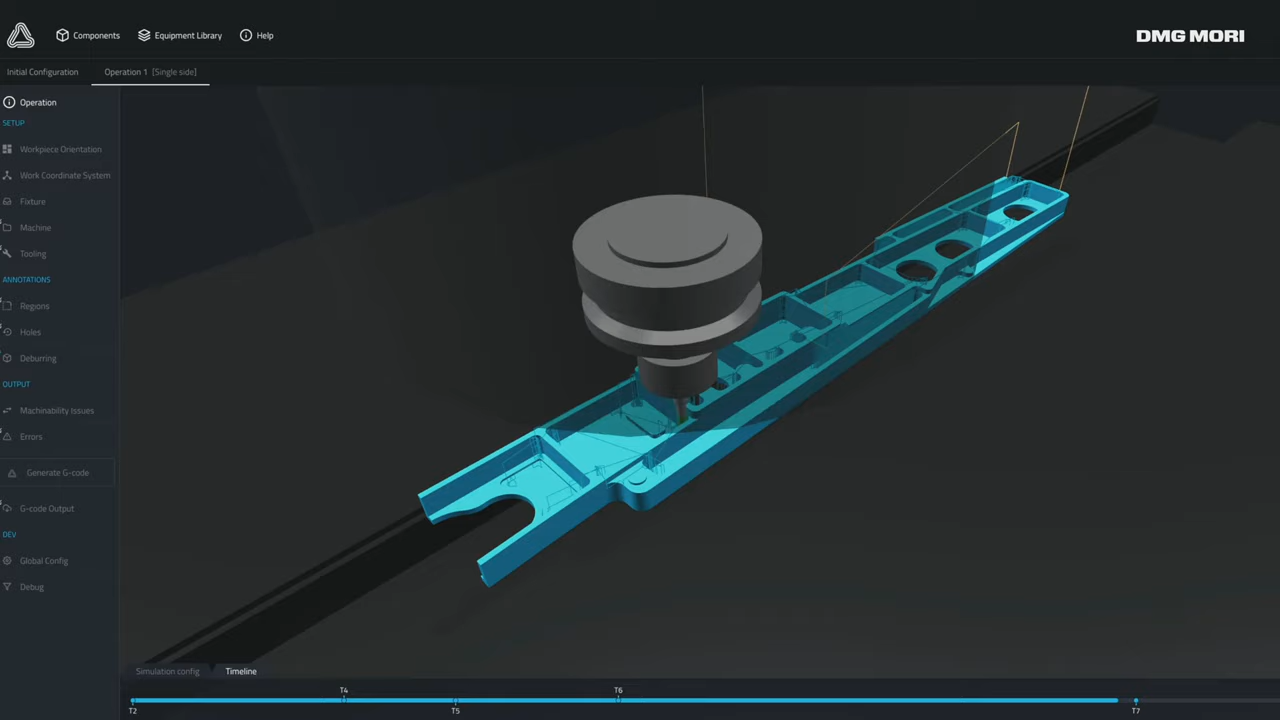 Components
Equipment Library
Help
DMG MORI
Initial Configuration
Operation 1 [Single side]
Operation
SETUP
Workpiece Orientation
Work Coordinate System
Fixture
Machine
Tooling
ANNOTATIONS
Regions
Holes
Deburring
OUTPUT
Machinability Issues
Errors
Generate G-code
G-code Output
DEV
Global Config
Debug
Simulation config
Timeline
T4
T6
T2
T5
T7